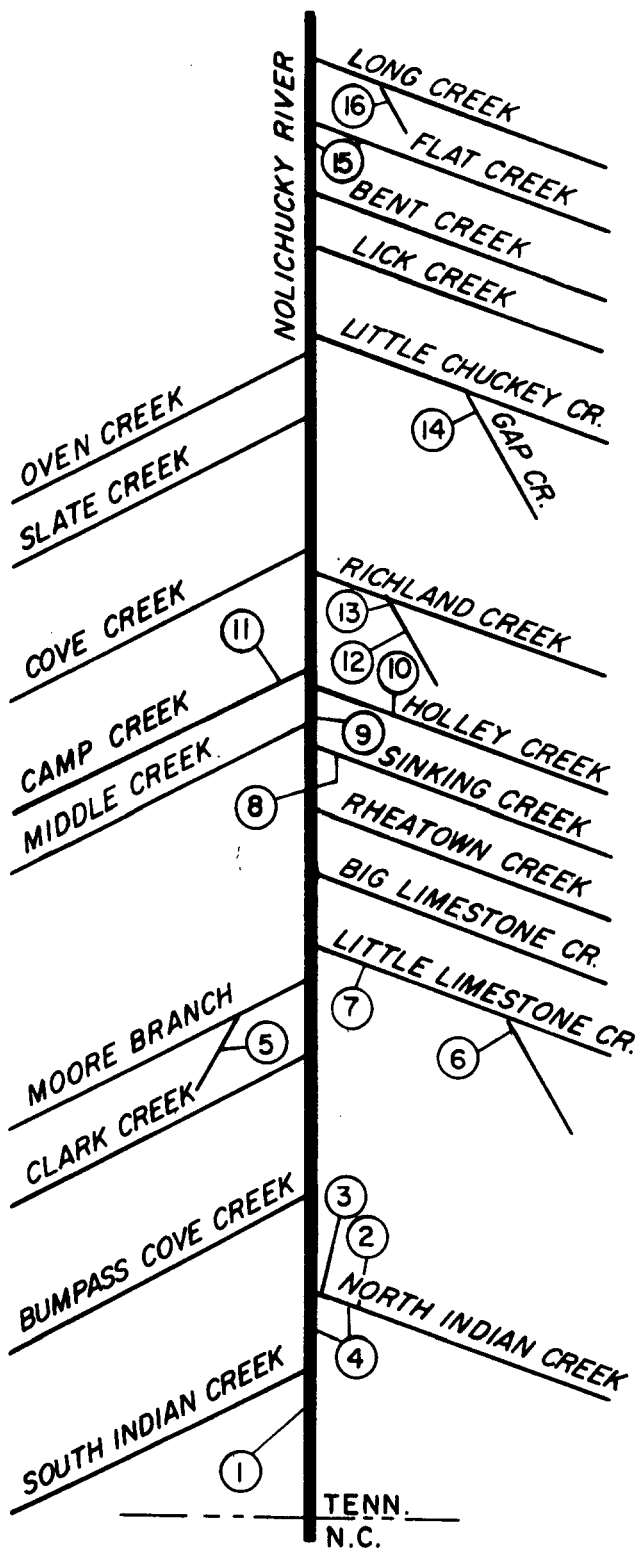 NOLICHUCKY RIVER
LONG CREEK
16
FLAT CREEK
15
BENT CREEK
LICK CREEK
LITTLE CHUCKEY CR.
OVEN CREEK
14
GAP CR.
SLATE CREEK
RICHLAND CREEK
13
COVE CREEK
11
12
10
HOLLEY CREEK
CAMP CREEK
9
MIDDLE CREEK
SINKING CREEK
8
RHEATOWN CREEK
BIG LIMESTONE CR.
LITTLE LIMESTONE CR.
7
MOORE BRANCH
5
6
CLARK CREEK
3
BUMPASS COVE CREEK
2
NORTH INDIAN CREEK
4
SOUTH INDIAN CREEK
1
TENN.
N.C.